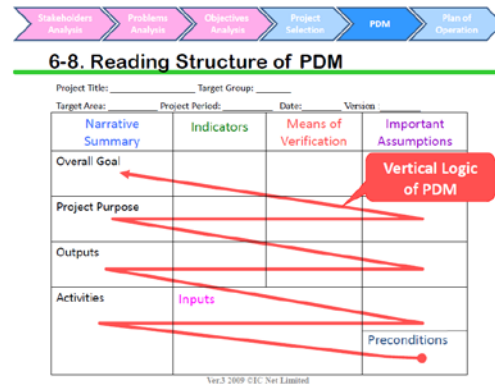 Stakeholders Analysis
Problems Analysis
Objectives Analysis
Project Selection
PDM
Plan of Operation
6-8. Reading Structure of PDM
Project Title: Target Group:
Target Area: Project Period: Date: Version :
Narrative Summary
Indicators
Means of Verification
Important Assumptions
Overall Goal
Vertical Logic of PDM
Project Purpose
Outputs
Activities
Inputs
Preconditions
Ver.3 2009 ©IC Net Limited